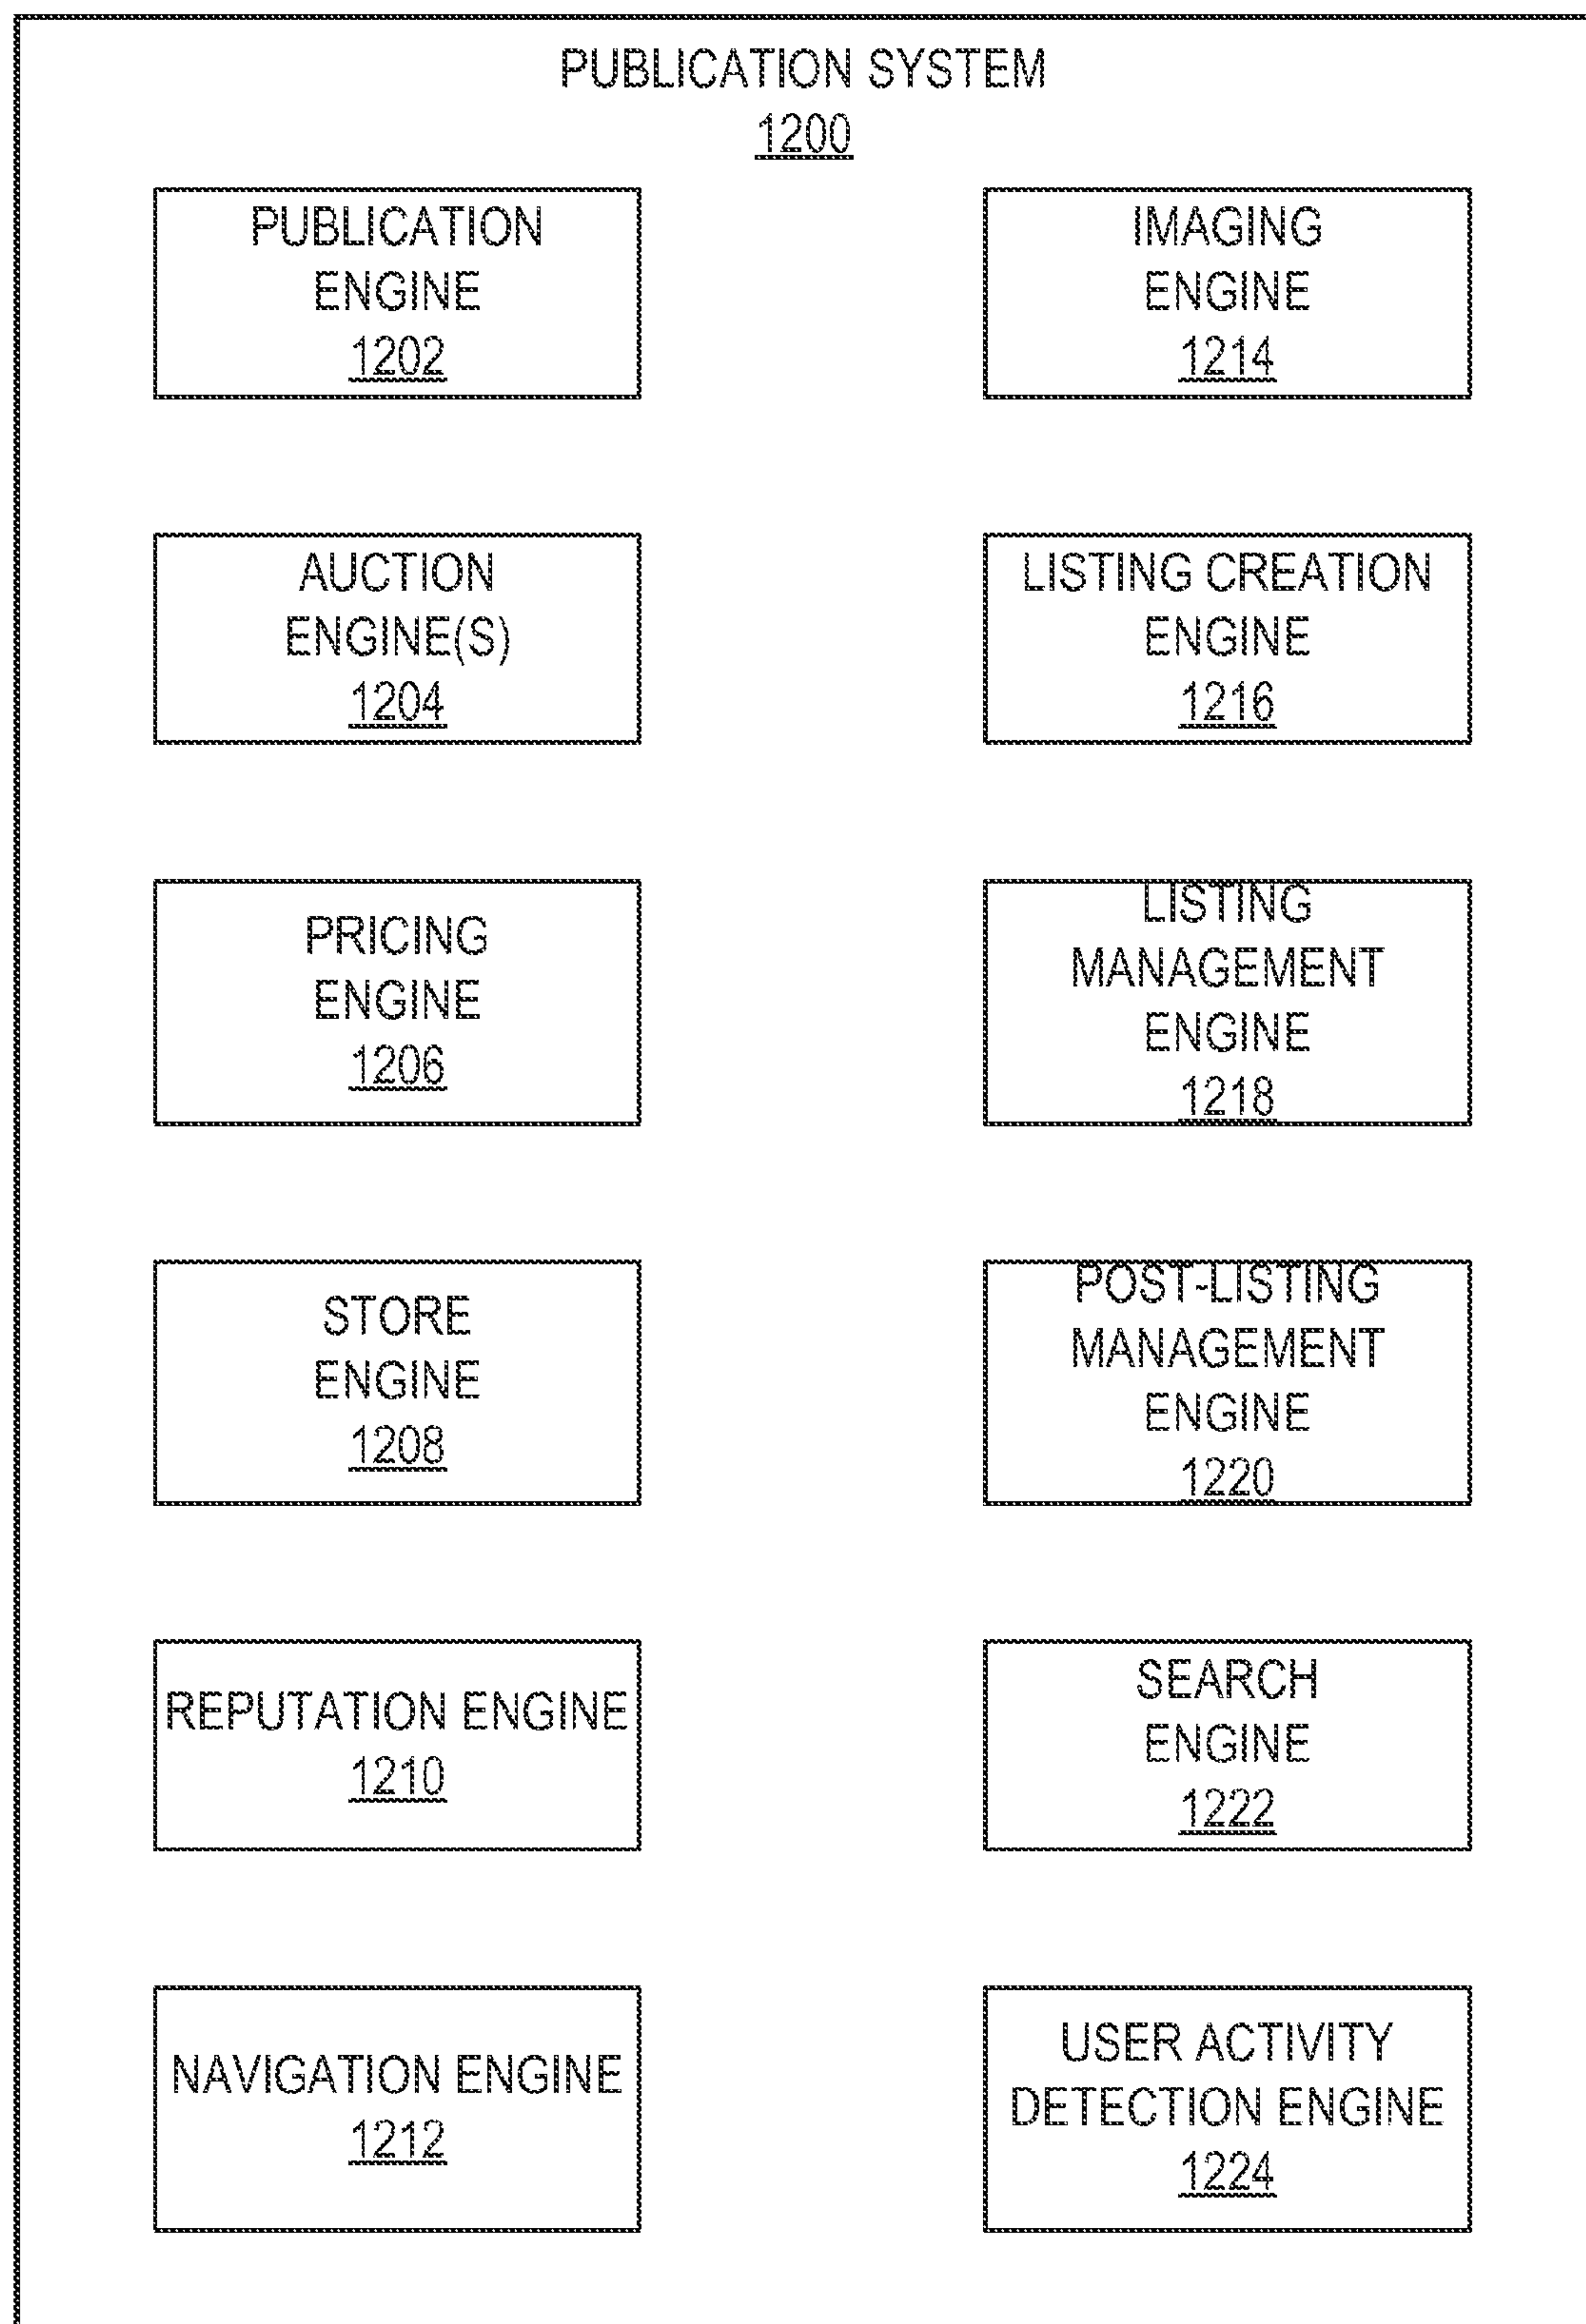 PUBLICATION SYSTEM
1200
PUBLICATION
ENGINE
1202
IMAGING
ENGINE
1214
AUCTION
ENGINE(S)
1204
LISTING CREATION
ENGINE
1216
PRICING
ENGINE
1206
LISTING
MANAGEMENT
ENGINE
1218
STORE
ENGINE
1208
POST-LISTING
MANAGEMENT
ENGINE
1220
REPUTATION ENGINE
1210
SEARCH
ENGINE
1222
NAVIGATION ENGINE
1212
USER ACTIVITY
DETECTION ENGINE
1224